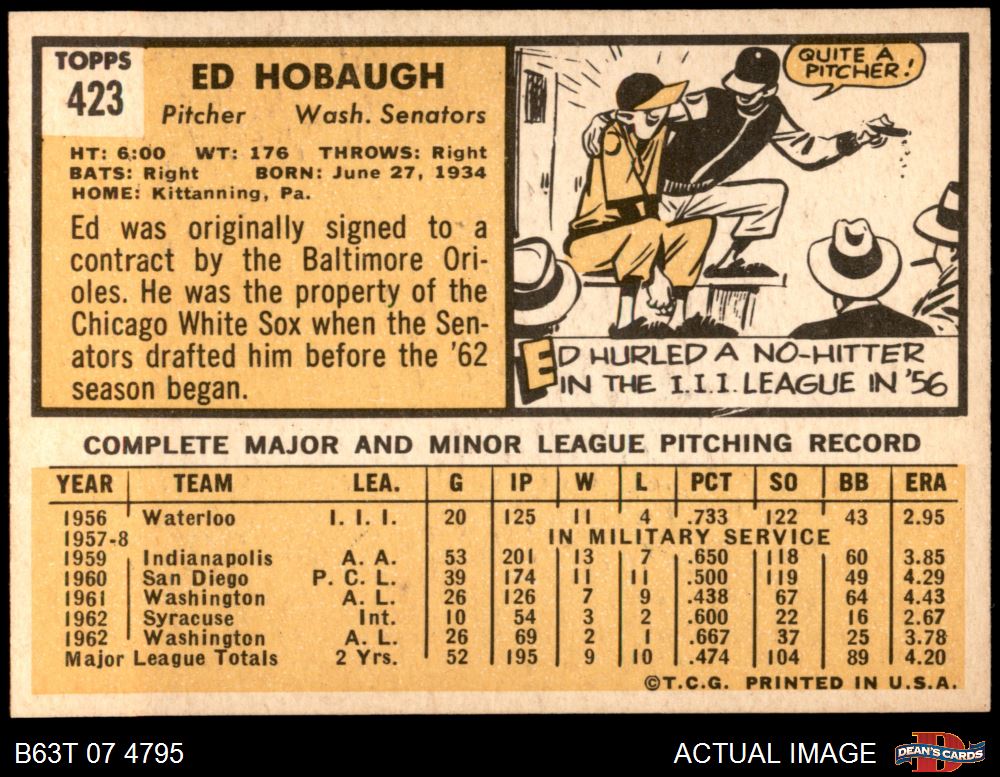 TOPPS
423
ED HOBAUGH
Pitcher Wash. Senators
HT: 6:00 WT: 176 THROWS: Right
BATS: Right BORN: June 27, 1934
HOME: Kittanning, Pa.
Ed was originally signed to a
contract by the Baltimore Ori-
oles. He was the property of the
Chicago White Sox when the Sen-
ators drafted him before the '62
season began.
QUITE A
PITCHER!
ED HURLED A NO-HITTER
IN THE I.I.I. LEAGUE IN '56
COMPLETE MAJOR AND MINOR LEAGUE PITCHING RECORD
YEAR TEAM LEA. G IP W L PCT SO BB ERA
1956 Waterloo I. I. I. 20 125 11 4 .733 122 43 2.95
1957-8 IN MILITARY SERVICE
1959 Indianapolis A. A. 53 201 13 7 .650 118 60 3.85
1960 San Diego P. C. L. 39 174 11 11 .500 119 49 4.29
1961 Washington A. L. 26 126 7 9 .438 67 64 4.43
1962 Syracuse Int. 10 54 3 2 .600 22 16 2.67
1962 Washington A. L. 26 69 2 1 .667 37 25 3.78
Major League Totals 2 Yrs. 52 195 9 10 .474 104 89 4.20
©T.C.G. PRINTED IN U.S.A.
B63T 07 4795 ACTUAL IMAGE
D
DEAN'S CARDS